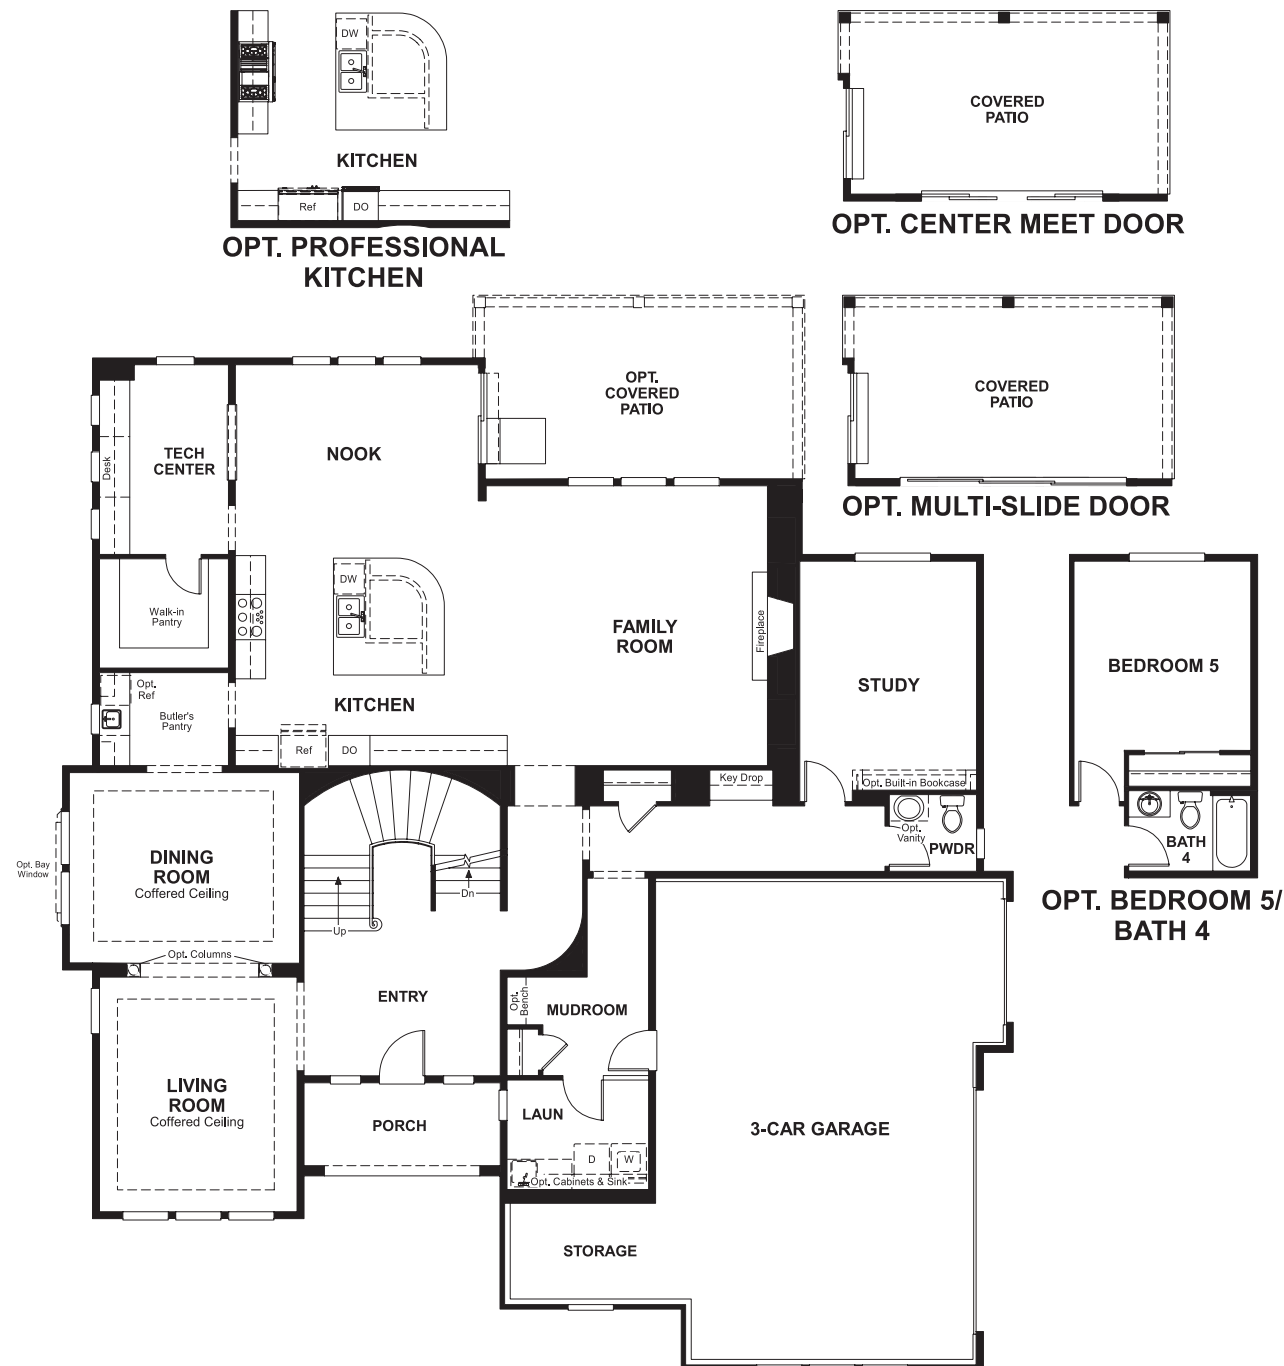 DW
KITCHEN
Ref
DO
OPT. PROFESSIONAL
KITCHEN
COVERED
PATIO
OPT. CENTER MEET DOOR
COVERED
PATIO
OPT. MULTI-SLIDE DOOR
OPT.
COVERED
PATIO
TECH
CENTER
Desk
NOOK
Walk-in
Pantry
DW
FAMILY
ROOM
Fireplace
Opt.
Ref
Butler's
Pantry
KITCHEN
Ref
DO
STUDY
Key Drop
Opt. Built-in Bookcase
Opt.
Vanity
PWDR
BEDROOM 5
BATH
4
OPT. BEDROOM 5/
BATH 4
Opt. Bay
Window
DINING
ROOM
Coffered Ceiling
Up
Dn
Opt. Columns
ENTRY
Opt.
Bench
MUDROOM
LIVING
ROOM
Coffered Ceiling
PORCH
LAUN
D
W
Opt. Cabinets & Sink
3-CAR GARAGE
STORAGE